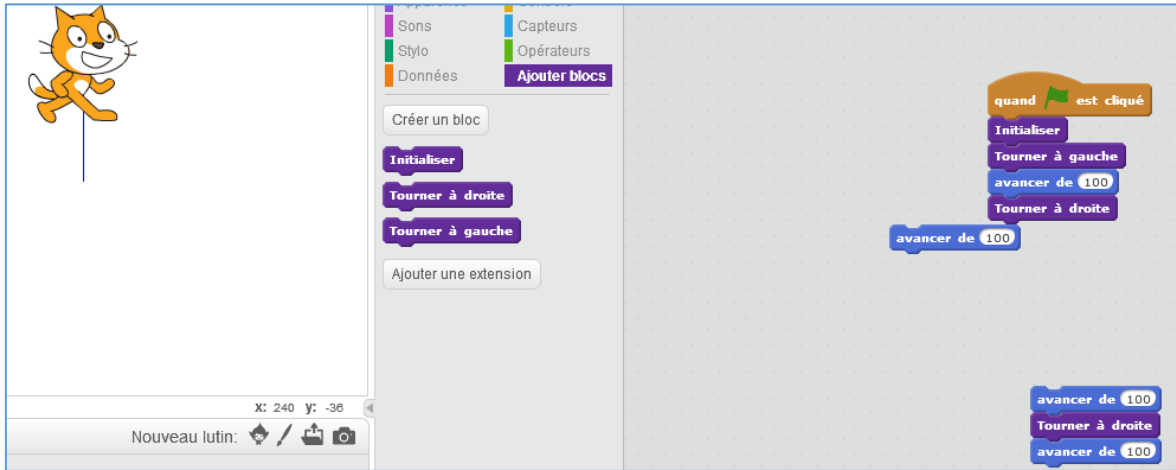 Sons Capteurs
Stylo Opérateurs
Données Ajouter blocs
Créer un bloc
Initialiser
Tourner à droite
Tourner à gauche
Ajouter une extension
x: 240 y: -36
Nouveau lutin:
quand est cliqué
Initialiser
Tourner à gauche
avancer de 100
Tourner à droite
avancer de 100
avancer de 100
Tourner à droite
avancer de 100